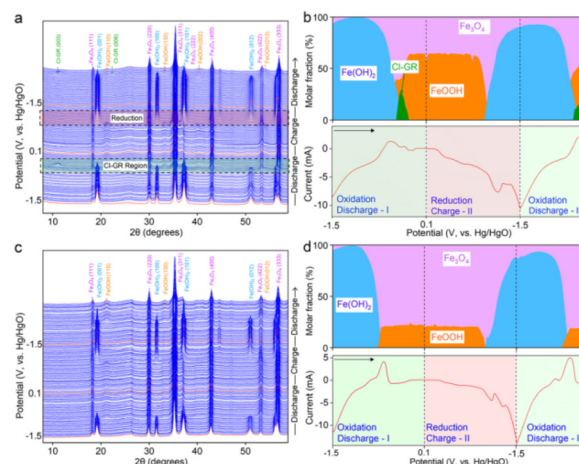 a
Cl-GR (003)
Fe₃O₄ (111)
Fe(OH)₂ (001)
FeOOH (110)
Cl-GR (006)
Fe₃O₄ (220)
Fe(OH)₂ (100)
FeOOH (130)
Fe₃O₄ (311)
Fe(OH)₂ (101)
Fe₃O₄ (222)
Fe₃O₄ (400)
Fe(OH)₂ (012)
Fe₃O₄ (422)
Fe₃O₄ (333)
Potential (V, vs. Hg/HgO)
-1.5
0.1
-1.5
Reduction
Cl-GR Region
Discharge
Charge
Discharge
10 20 30 40 50
2θ (degrees)
b
Molar fraction (%)
100
50
0
Fe₃O₄
Fe(OH)₂
Cl-GR
FeOOH
Current (mA)
0
-5
-10
Oxidation
Discharge - I
Reduction
Charge - II
Oxidation
Discharge - I
-1.5 0.1 -1.5
Potential (V, vs. Hg/HgO)
c
Fe₃O₄ (111)
Fe(OH)₂ (001)
FeOOH (110)
Fe₃O₄ (220)
Fe(OH)₂ (100)
FeOOH (130)
Fe₃O₄ (311)
Fe(OH)₂ (101)
Fe₃O₄ (400)
Fe(OH)₂ (012)
Fe₃O₄ (422)
Fe₃O₄ (333)
Potential (V, vs. Hg/HgO)
-1.5
0.1
-1.5
Discharge
Charge
Discharge
10 20 30 40 50
2θ (degrees)
d
Molar fraction (%)
100
50
0
Fe₃O₄
Fe(OH)₂
FeOOH
Current (mA)
5
0
-5
-10
Oxidation
Discharge - I
Reduction
Charge - II
Oxidation
Discharge - I
-1.5 0.1 -1.5
Potential (V, vs. Hg/HgO)